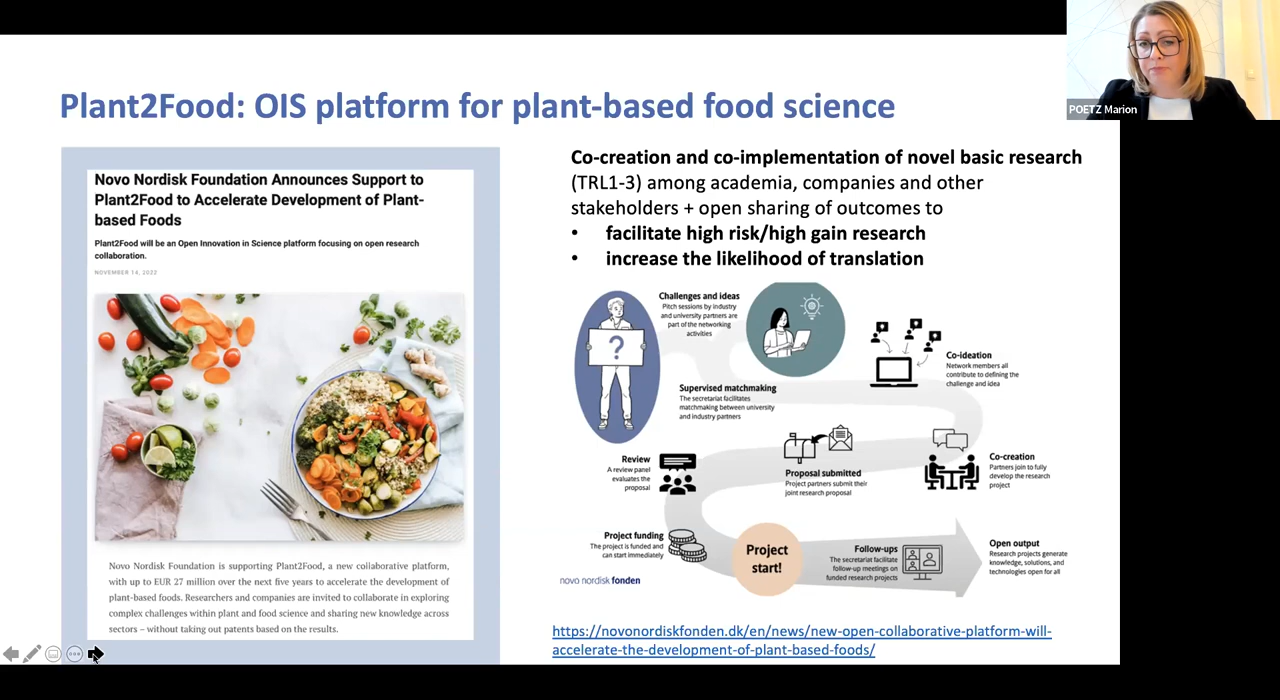 POETZ Marion
Plant2Food: OIS platform for plant-based food science
Novo Nordisk Foundation Announces Support to
Plant2Food to Accelerate Development of Plant-
based Foods
Plant2Food will be an Open Innovation in Science platform focusing on open research
collaboration.
NOVEMBER 14, 2022
Novo Nordisk Foundation is supporting Plant2Food, a new collaborative platform,
with up to EUR 27 million over the next five years to accelerate the development of
plant-based foods. Researchers and companies are invited to collaborate in exploring
complex challenges within plant and food science and sharing new knowledge across
sectors – without taking out patents based on the results.
Co-creation and co-implementation of novel basic research
(TRL1-3) among academia, companies and other
stakeholders + open sharing of outcomes to
• facilitate high risk/high gain research
• increase the likelihood of translation
Challenges and ideas
Pitch sessions by industry
and university partners are
part of the networking
activities
?
Co-ideation
Network members all
contribute to defining the
challenge and idea
Supervised matchmaking
The secretariat facilitates
matchmaking between university
and industry partners
Co-creation
Partners join to fully
develop the research
project
Proposal submitted
Project partners submit their
joint research proposal
Review
A review panel
evaluates the
proposal
Project funding
The project is funded and
can start immediately
Project
start!
Follow-ups
The secretariat facilitate
follow-up meetings on
funded research projects
Open output
Research projects generate
knowledge, solutions, and
technologies open for all
novo nordisk fonden
https://novonordiskfonden.dk/en/news/new-open-collaborative-platform-will-
accelerate-the-development-of-plant-based-foods/